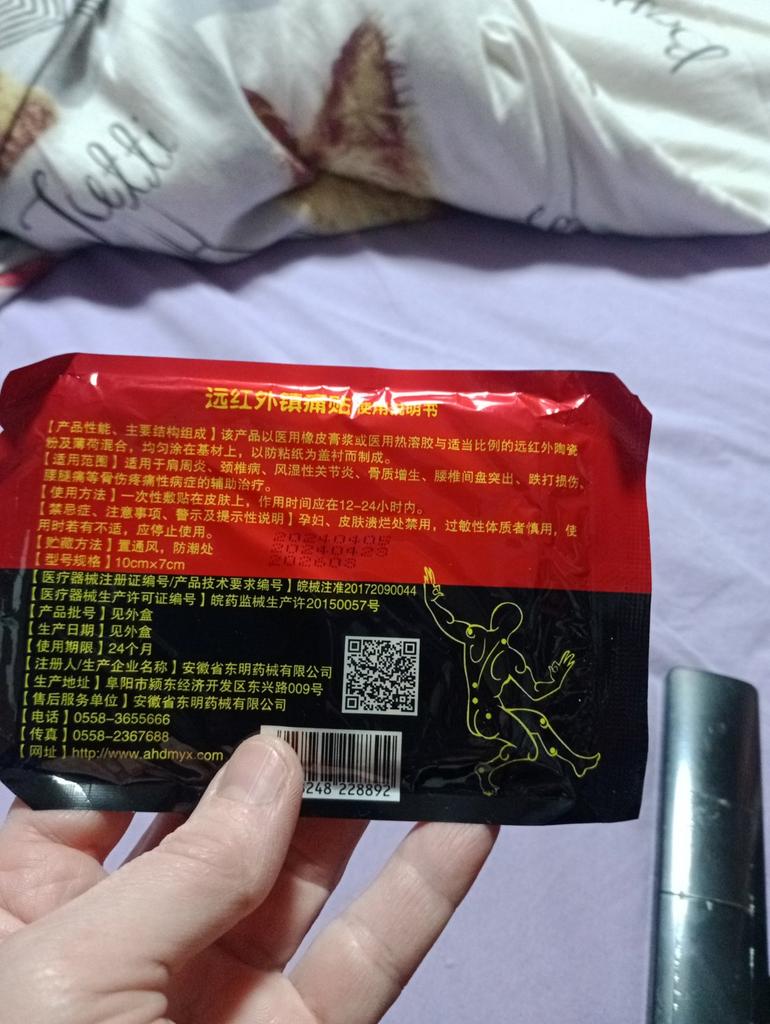 Tetti
远红外镇痛贴使用说明书
【产品性能、主要结构组成】该产品以医用橡皮膏浆或医用热溶胶与适当比例的远红外陶瓷
粉及薄荷混合，均匀涂在基材上，以防粘纸为盖衬而制成。
【适用范围】适用于肩周炎、颈椎病、风湿性关节炎、骨质增生、腰椎间盘突出、跌打损伤、
腰腿痛等骨伤疼痛性病症的辅助治疗。
【使用方法】一次性敷贴在皮肤上，作用时间应在12-24小时内。
【禁忌症、注意事项、警示及提示性说明】孕妇、皮肤溃烂处禁用，过敏性体质者慎用，使
用时若有不适，应停止使用。
【贮藏方法】置通风，防潮处
【型号规格】10cm×7cm
【医疗器械注册证编号/产品技术要求编号】皖械注准20172090044
【医疗器械生产许可证编号】皖药监械生产许20150057号
【产品批号】见外盒
【生产日期】见外盒
【使用期限】24个月
【注册人/生产企业名称】安徽省东明药械有限公司
【生产地址】阜阳市颍东经济开发区东兴路009号
【售后服务单位】安徽省东明药械有限公司
【电话】0558-3655666
【传真】0558-2367688
【网址】http://www.ahdmyx.com
248 228892